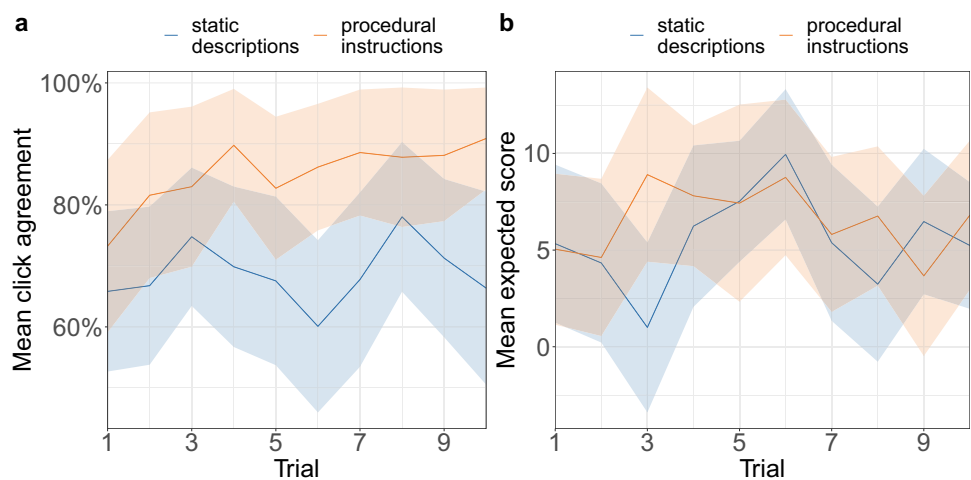 a
static
descriptions
procedural
instructions
Mean click agreement
100%
80%
60%
1
3
5
7
9
Trial
b
static
descriptions
procedural
instructions
Mean expected score
10
5
0
1
3
5
7
9
Trial